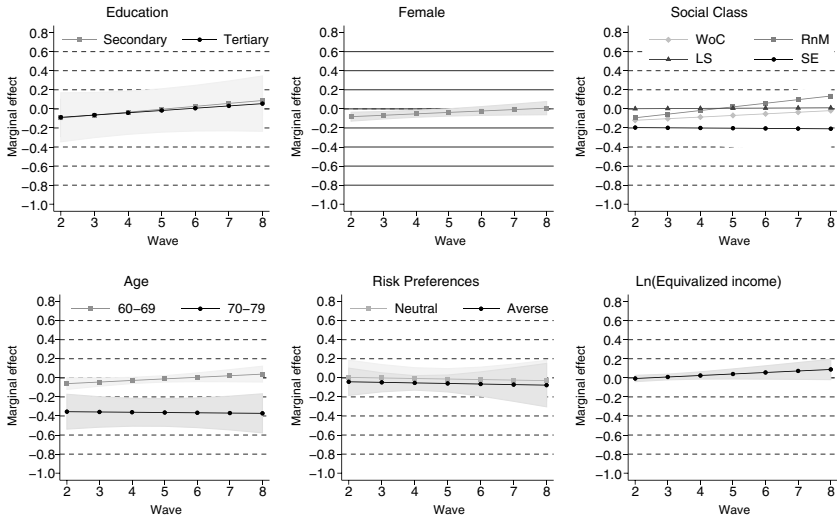 Education
Secondary Tertiary
Marginal effect
0.8
0.6
0.4
0.2
0.0
−0.2
−0.4
−0.6
−0.8
−1.0
2 3 4 5 6 7 8
Wave
Female
Marginal effect
0.8
0.6
0.4
0.2
0.0
−0.2
−0.4
−0.6
−0.8
−1.0
2 3 4 5 6 7 8
Wave
Social Class
WoC RnM
LS SE
Marginal effect
0.8
0.6
0.4
0.2
0.0
−0.2
−0.4
−0.6
−0.8
−1.0
2 3 4 5 6 7 8
Wave
Age
60−69 70−79
Marginal effect
0.8
0.6
0.4
0.2
0.0
−0.2
−0.4
−0.6
−0.8
−1.0
2 3 4 5 6 7 8
Wave
Risk Preferences
Neutral Averse
Marginal effect
0.8
0.6
0.4
0.2
0.0
−0.2
−0.4
−0.6
−0.8
−1.0
2 3 4 5 6 7 8
Wave
Ln(Equivalized income)
Marginal effect
0.8
0.6
0.4
0.2
0.0
−0.2
−0.4
−0.6
−0.8
−1.0
2 3 4 5 6 7 8
Wave